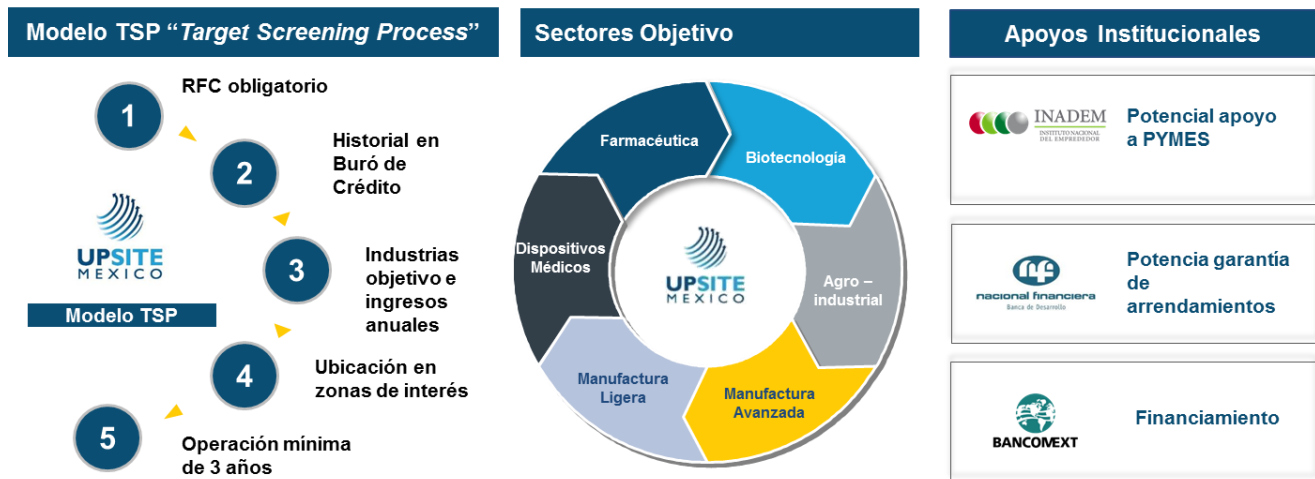 Modelo TSP “Target Screening Process”
1
RFC obligatorio
2
Historial en
Buró de
Crédito
3
Industrias
objetivo e
ingresos
anuales
4
Ubicación en
zonas de interés
5
Operación mínima
de 3 años
UPSITE
MEXICO
Modelo TSP
Sectores Objetivo
Farmacéutica
Biotecnología
Dispositivos
Médicos
Agro –
industrial
Manufactura
Ligera
Manufactura
Avanzada
UPSITE
MEXICO
Apoyos Institucionales
INADEM
INSTITUTO NACIONAL
DEL EMPRENDEDOR
Potencial apoyo
a PYMES
nf
nacional financiera
Banca de Desarrollo
Potencia garantía
de
arrendamientos
BANCOMEXT
Financiamiento